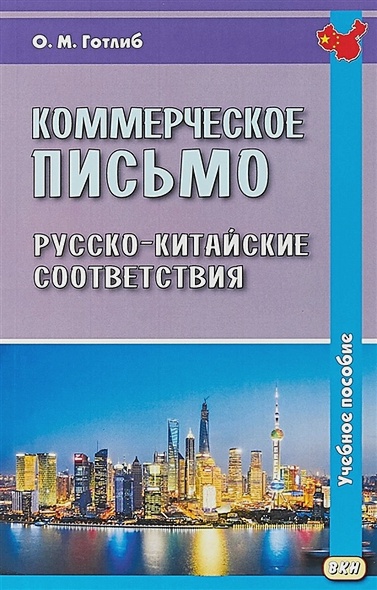 О. М. Готлиб
КОММЕРЧЕСКОЕ
ПИСЬМО
РУССКО-КИТАЙСКИЕ
СООТВЕТСТВИЯ
Учебное пособие
ВКН